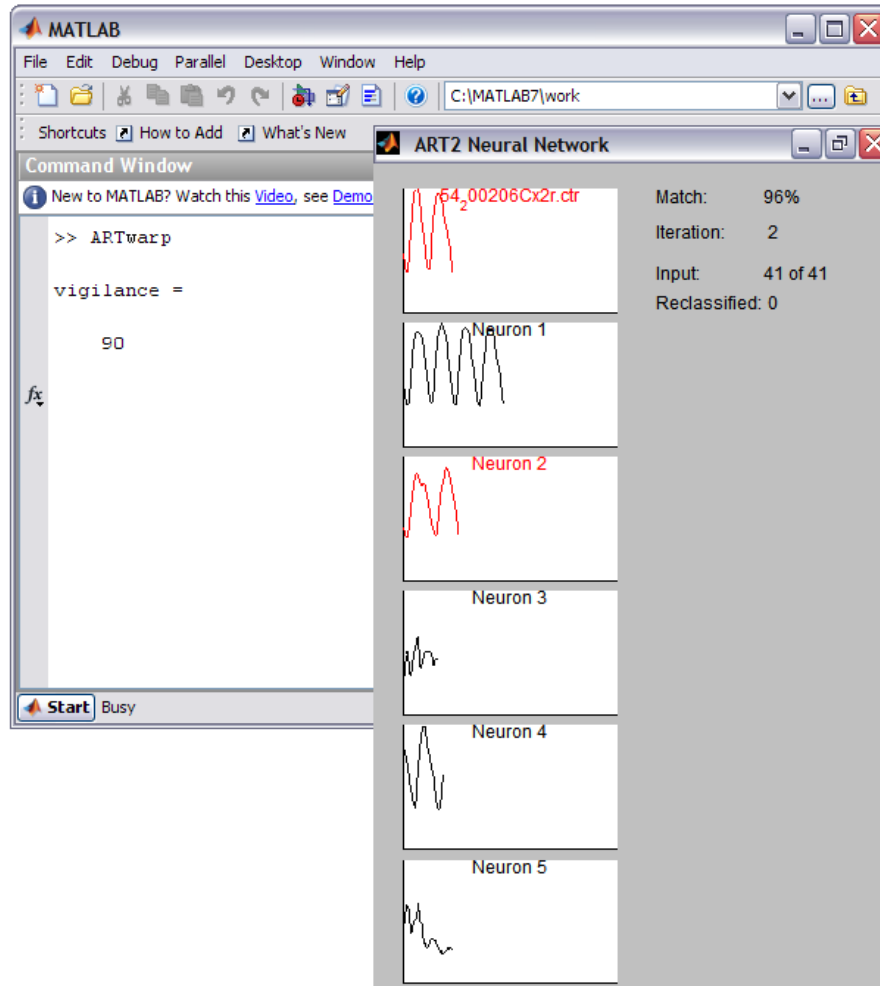 MATLAB
File Edit Debug Parallel Desktop Window Help
C:\MATLAB7\work
Shortcuts How to Add What's New
Command Window
New to MATLAB? Watch this Video, see Demo
>> ARTwarp
vigilance =
90
fx
Start Busy
ART2 Neural Network
54_200206Cx2r.ctr
Match: 96%
Iteration: 2
Input: 41 of 41
Reclassified: 0
Neuron 1
Neuron 2
Neuron 3
Neuron 4
Neuron 5